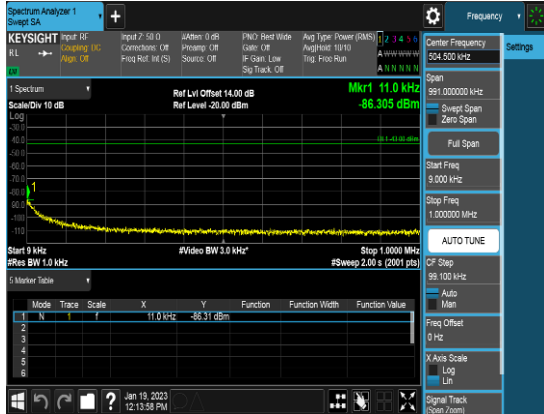 Spectrum Analyzer 1
Swept SA
Frequency
KEYSIGHT
RL
Input: RF
Coupling: DC
Align: Off
Input Z: 50 Ω
Corrections: Off
Freq Ref: Int (S)
#Atten: 0 dB
Preamp: Off
Source: Off
PNO: Best Wide
Gate: Off
IF Gain: Low
Sig Track: Off
Avg Type: Power (RMS)
Avg|Hold: 10/10
Trig: Free Run
1 2 3 4 5 6
A W W W W W
A N N N N N
1 Spectrum
Scale/Div 10 dB
Ref Lvl Offset 14.00 dB
Ref Level -20.00 dBm
Mkr1 11.0 kHz
-86.305 dBm
Log
-30.0
-40.0
-50.0
-60.0
-70.0
-80.0
-90.0
-100
-110
1
Start 9 kHz
#Res BW 1.0 kHz
#Video BW 3.0 kHz*
Stop 1.0000 MHz
#Sweep 2.00 s (2001 pts)
5 Marker Table
Mode Trace Scale X Y Function Function Width Function Value
1 N 1 f 11.0 kHz -86.31 dBm
2
3
4
5
6
Jan 19, 2023
12:13:58 PM
Center Frequency
504.500 kHz
Settings
Span
991.000000 kHz
Swept Span
Zero Span
Full Span
Start Freq
9.000 kHz
Stop Freq
1.000000 MHz
AUTO TUNE
CF Step
99.100 kHz
Auto
Man
Freq Offset
0 Hz
X Axis Scale
Log
Lin
Signal Track
(Span Zoom)